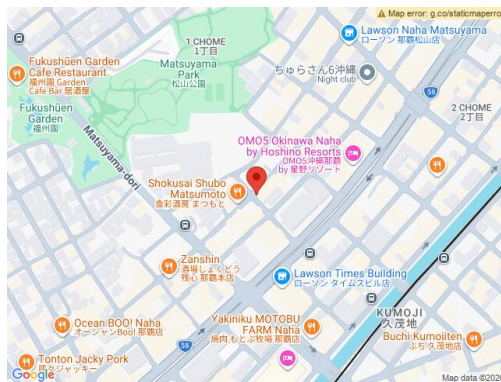 Map error: g.co/staticmaperro
Lawson Naha Matsuyama
ローソン 那覇松山店
1 CHOME
1丁目
Fukushūen Garden
Cafe Restaurant
福州園 Garden
Cafe Bar 居酒屋
Matsuyama
Park
松山公園
ちゅらさん6沖縄
Night club
58
2 CHOME
2丁目
Fukushūen
Garden
福州園
Matsuyama-dori
OMO5 Okinawa Naha
by Hoshino Resorts
OMO5沖縄那覇
by 星野リゾート
Shokusai Shubo
Matsumoto
食彩酒房 まつもと
Zanshin
酒場しょくどう
残心 那覇本店
Lawson Times Building
ローソン タイムスビル店
KUMOJI
久茂地
Ocean BOO! Naha
オーシャンBoo! 那覇店
Yakiniku MOTOBU
FARM Naha
焼肉 もとぶ牧場 那覇店
Buchi Kumojiten
ぶち 久茂地店
58
Tonton Jacky Pork
Google
Map data ©202